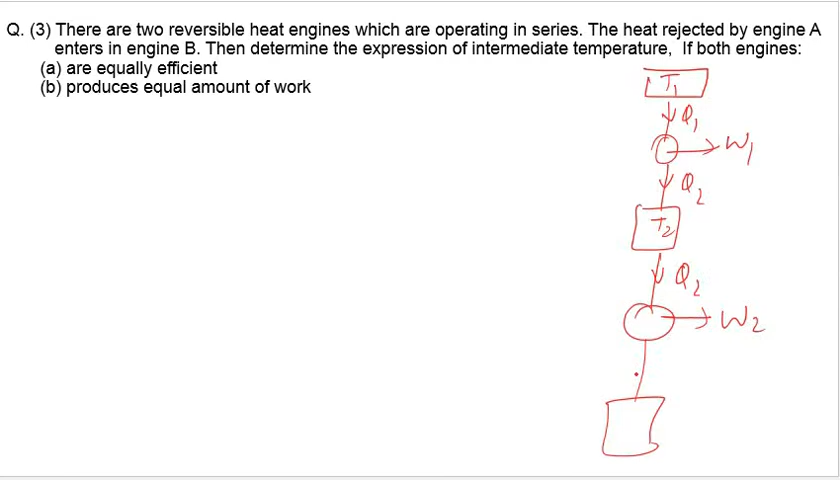 Q. (3) There are two reversible heat engines which are operating in series. The heat rejected by engine A
enters in engine B. Then determine the expression of intermediate temperature, If both engines:
(a) are equally efficient
(b) produces equal amount of work
T1
Q1
W1
Q2
T2
Q2
W2